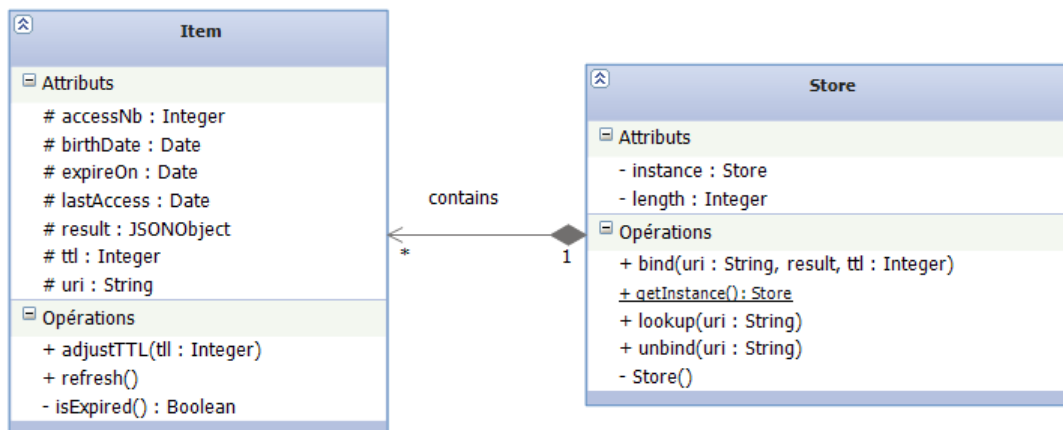 Item
Attributs
# accessNb : Integer
# birthDate : Date
# expireOn : Date
# lastAccess : Date
# result : JSONObject
# ttl : Integer
# uri : String
Opérations
+ adjustTTL(tll : Integer)
+ refresh()
- isExpired() : Boolean
contains
*
1
Store
Attributs
- instance : Store
- length : Integer
Opérations
+ bind(uri : String, result, ttl : Integer)
+ getInstance() : Store
+ lookup(uri : String)
+ unbind(uri : String)
- Store()